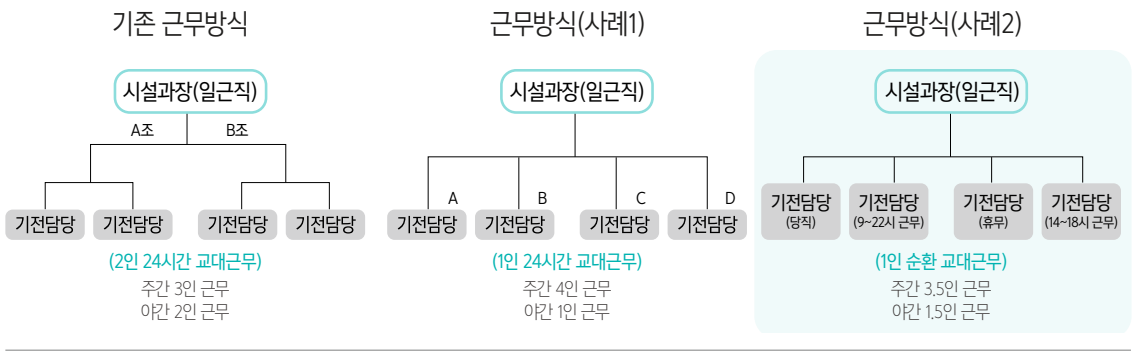 기존 근무방식
시설과장(일근직)
A조 B조
기전담당 기전담당 기전담당 기전담당
(2인 24시간 교대근무)
주간 3인 근무
야간 2인 근무
근무방식(사례1)
시설과장(일근직)
A B C D
기전담당 기전담당 기전담당 기전담당
(1인 24시간 교대근무)
주간 4인 근무
야간 1인 근무
근무방식(사례2)
시설과장(일근직)
기전담당 기전담당 기전담당 기전담당
(당직) (9~22시 근무) (휴무) (14~18시 근무)
(1인 순환 교대근무)
주간 3.5인 근무
야간 1.5인 근무